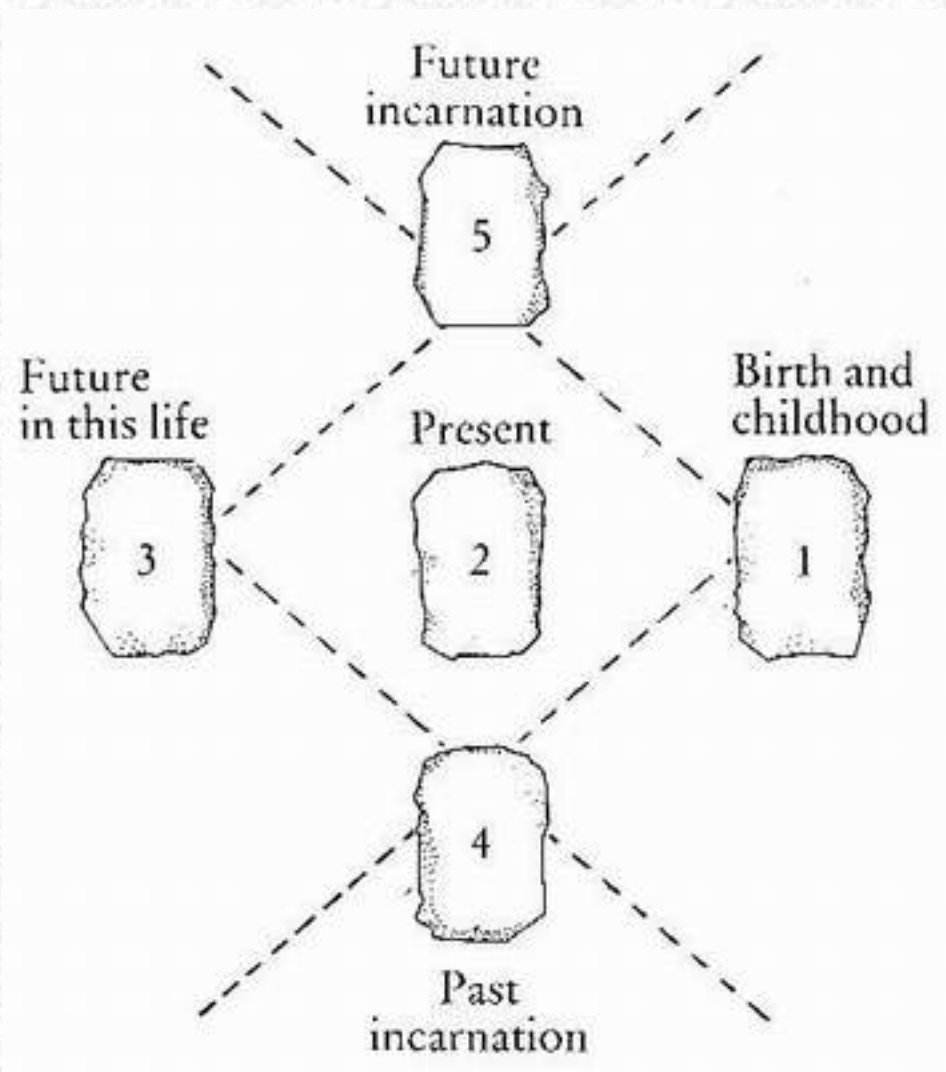 Future
incarnation
5
Future
in this life
Present
Birth and
childhood
3
2
1
4
Past
incarnation